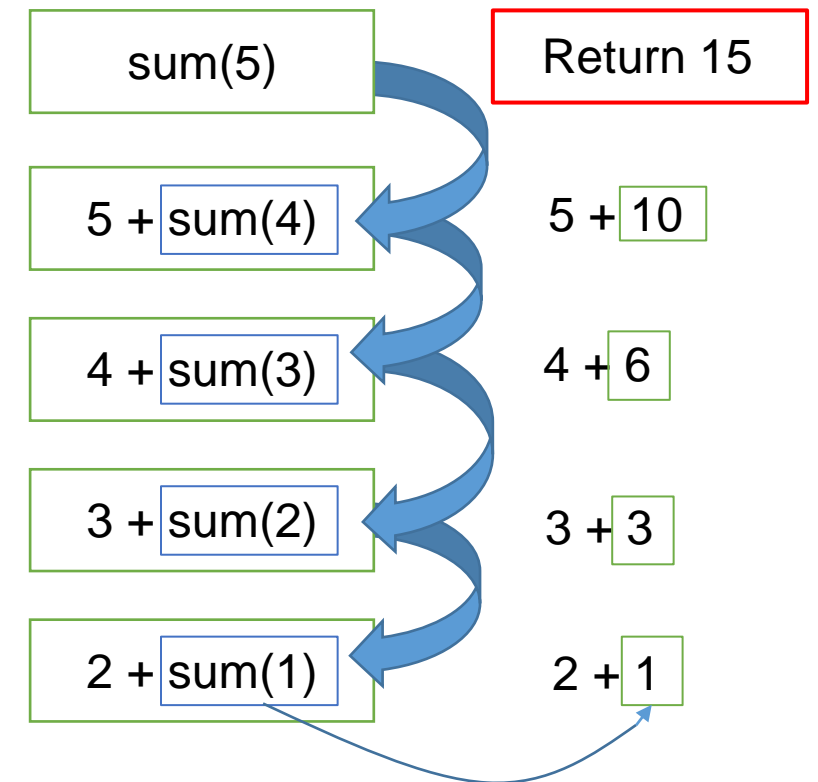 sum(5)
Return 15
5 + sum(4)
5 + 10
4 + sum(3)
4 + 6
3 + sum(2)
3 + 3
2 + sum(1)
2 + 1